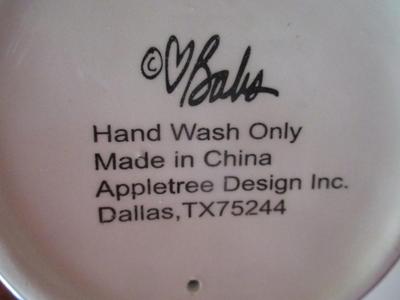 ©♡Babs
Hand Wash Only
Made in China
Appletree Design Inc.
Dallas,TX75244